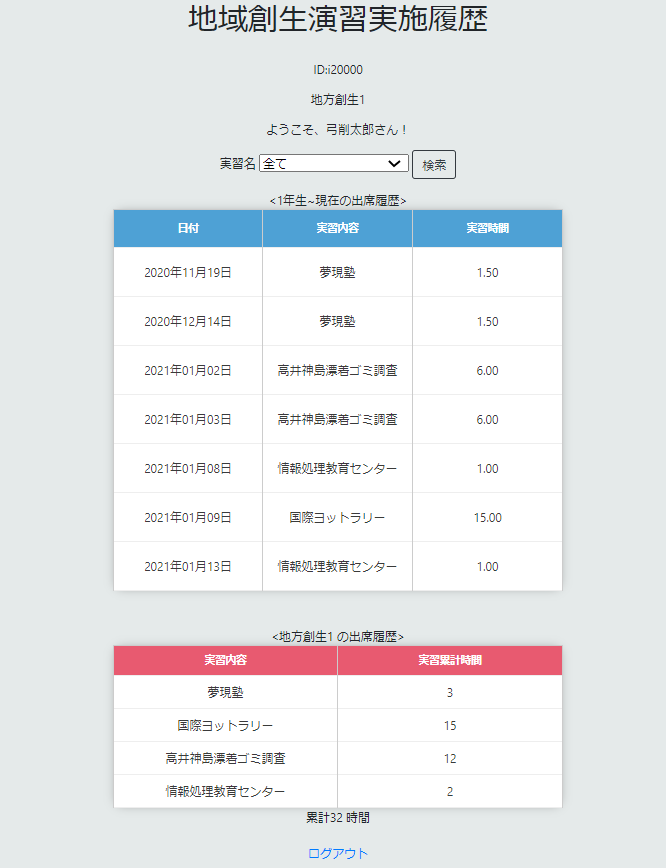 地域創生演習実施履歴
ID:i20000
地方創生1
ようこそ、弓削太郎さん！
実習名 全て 検索
<1年生~現在の出席履歴>
日付 実習内容 実習時間
2020年11月19日 夢現塾 1.50
2020年12月14日 夢現塾 1.50
2021年01月02日 高井神島漂着ゴミ調査 6.00
2021年01月03日 高井神島漂着ゴミ調査 6.00
2021年01月08日 情報処理教育センター 1.00
2021年01月09日 国際ヨットラリー 15.00
2021年01月13日 情報処理教育センター 1.00
<地方創生1 の出席履歴>
実習内容 実習累計時間
夢現塾 3
国際ヨットラリー 15
高井神島漂着ゴミ調査 12
情報処理教育センター 2
累計32 時間
ログアウト